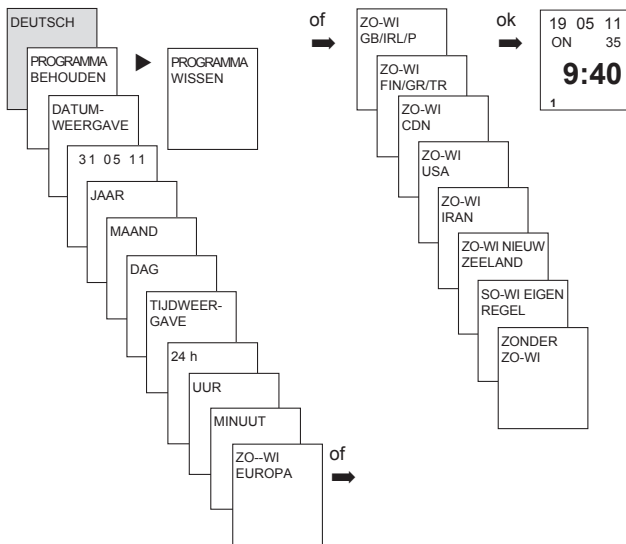 DEUTSCH
PROGRAMMA
BEHOUDEN
PROGRAMMA
WISSEN
DATUM-
WEERGAVE
31 05 11
JAAR
MAAND
DAG
TIJDWEER-
GAVE
24 h
UUR
MINUUT
ZO--WI
EUROPA
of
of
ZO-WI
GB/IRL/P
ZO-WI
FIN/GR/TR
ZO-WI
CDN
ZO-WI
USA
ZO-WI
IRAN
ZO-WI NIEUW
ZEELAND
SO-WI EIGEN
REGEL
ZONDER
ZO-WI
ok
19 05 11
ON 35
9:40
1